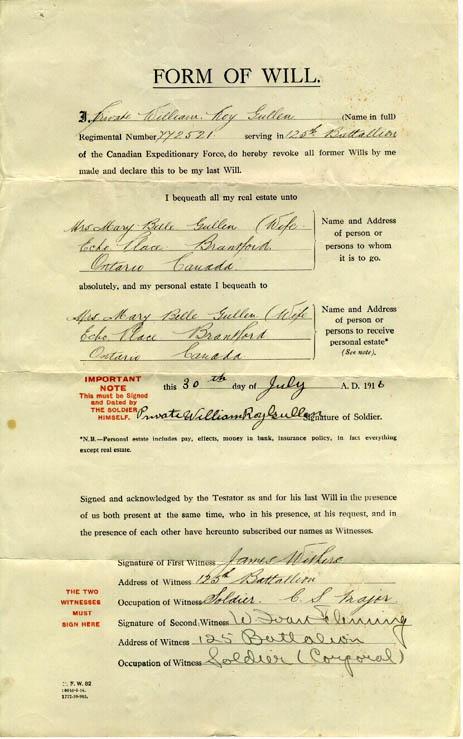 FORM OF WILL.
I, Private William Roy Gullen (Name in full)
Regimental Number 772521 serving in 125th Battallion
of the Canadian Expeditionary Force, do hereby revoke all former Wills by me
made and declare this to be my last Will.
I bequeath all my real estate unto
Mrs Mary Belle Gullen (Wife
Echo Place Brantford
Ontario Canada
Name and Address
of person or
persons to whom
it is to go.
absolutely, and my personal estate I bequeath to
Mrs Mary Belle Gullen (Wife
Echo Place Brantford
Ontario Canada
Name and Address
of person or
persons to receive
personal estate*
(See note).
IMPORTANT
NOTE
This must be Signed
and Dated by
THE SOLDIER
HIMSELF.
this 30th day of July A. D. 1916
Private William Roy Gullen Signature of Soldier.
*N.B.—Personal estate includes pay, effects, money in bank, insurance policy, in fact everything
except real estate.
Signed and acknowledged by the Testator as and for his last Will in the presence
of us both present at the same time, who in his presence, at his request, and in
the presence of each other have hereunto subscribed our names as Witnesses.
THE TWO
WITNESSES
MUST
SIGN HERE
Signature of First Witness James
Address of Witness 125th Battallion
Occupation of Witness Soldier. C. S. Major
Signature of Second Witness W. Ivan Fleming
Address of Witness 125 Battalion
Occupation of Witness Soldier (Corporal)
F. W. 82